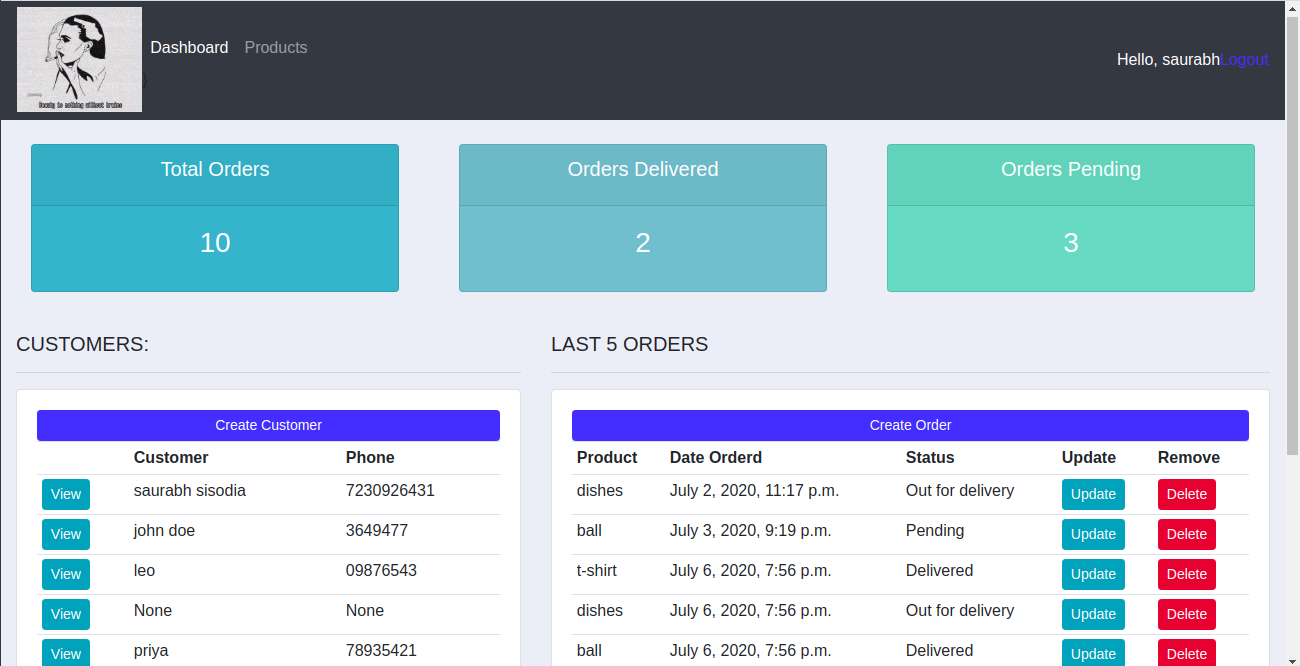 Dashboard Products
Hello, saurabhLogout
Beauty is nothing without brains
Total Orders
10
Orders Delivered
2
Orders Pending
3
CUSTOMERS:
Create Customer
Customer Phone
View saurabh sisodia 7230926431
View john doe 3649477
View leo 09876543
View None None
View priya 78935421
LAST 5 ORDERS
Create Order
Product Date Orderd Status Update Remove
dishes July 2, 2020, 11:17 p.m. Out for delivery Update Delete
ball July 3, 2020, 9:19 p.m. Pending Update Delete
t-shirt July 6, 2020, 7:56 p.m. Delivered Update Delete
dishes July 6, 2020, 7:56 p.m. Out for delivery Update Delete
ball July 6, 2020, 7:56 p.m. Delivered Update Delete